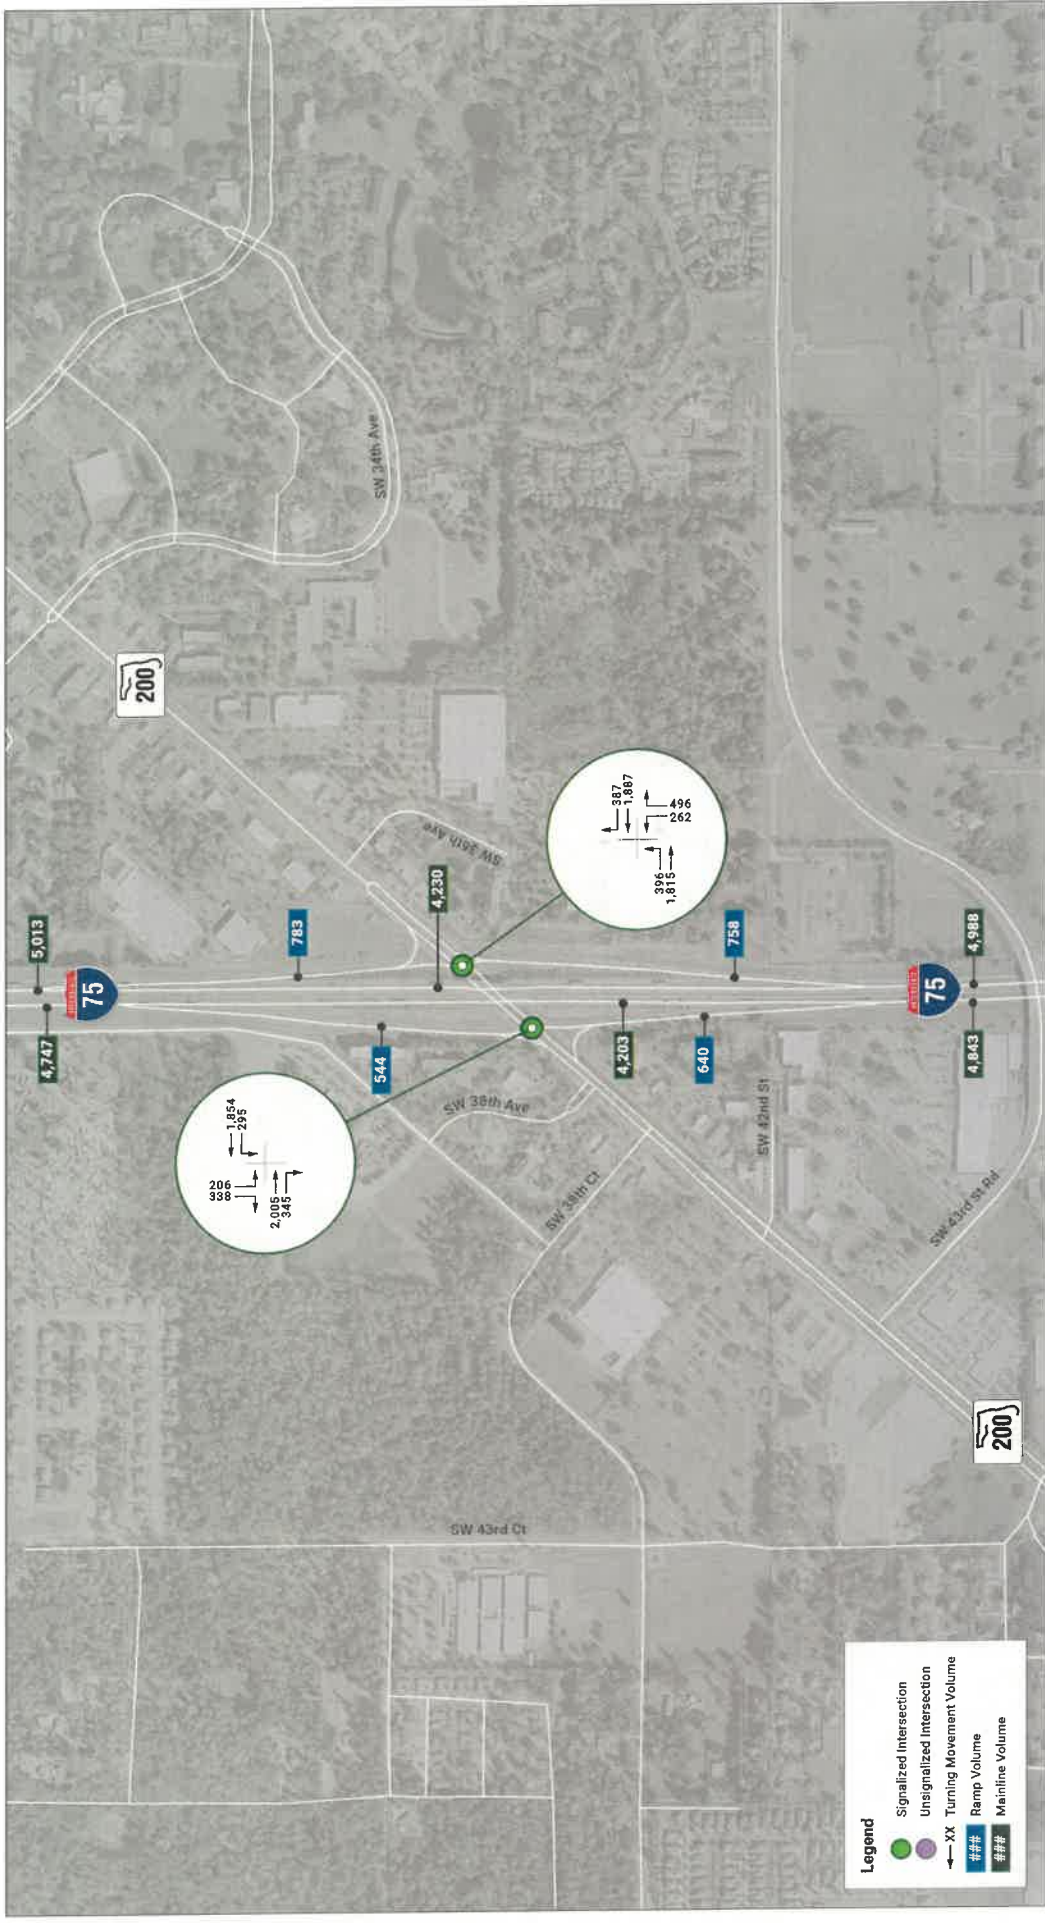 5,013
4,747
INTERSTATE
75
783
544
4,230
4,203
758
640
INTERSTATE
75
4,988
4,843
200
200
SW 34th Ave
SW 36th Ave
SW 38th Ave
SW 38th Ct
SW 42nd St
SW 43rd St Rd
SW 43rd Ct
1,854
295
206
338
2,005
345
387
1,887
496
262
396
1,815
Legend
Signalized Intersection
Unsignalized Intersection
XX Turning Movement Volume
### Ramp Volume
### Mainline Volume